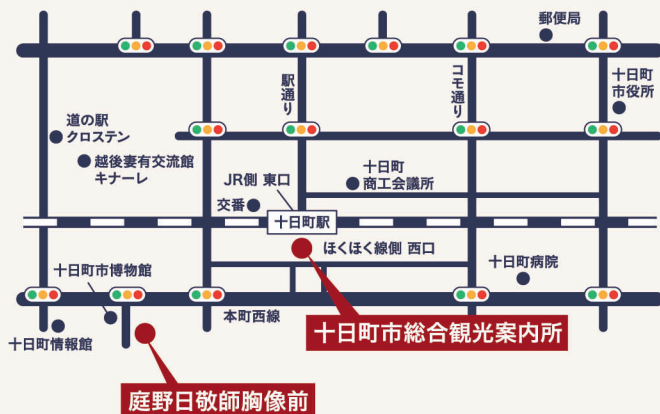 郵便局
駅通り
コモ通り
十日町
市役所
道の駅
クロステン
越後妻有交流館
キナーレ
JR側 東口
十日町
商工会議所
交番
十日町駅
ほくほく線側 西口
十日町市博物館
十日町病院
本町西線
十日町情報館
十日町市総合観光案内所
庭野日敬師胸像前